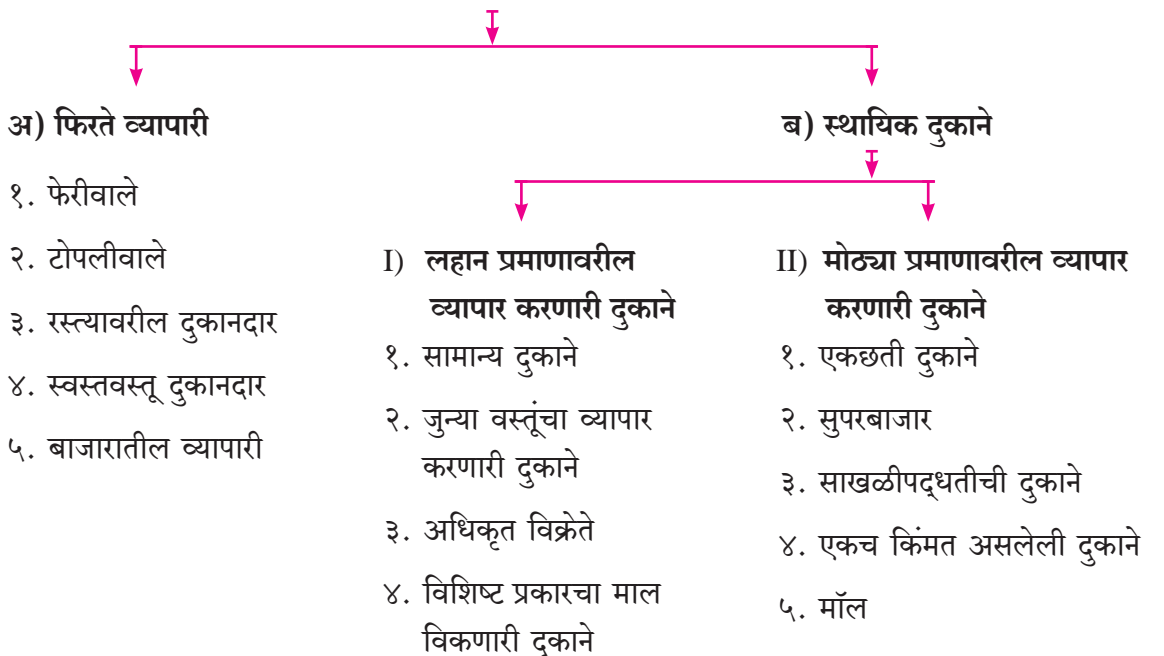 अ) फिरते व्यापारी
१. फेरीवाले
२. टोपलीवाले
३. रस्त्यावरील दुकानदार
४. स्वस्तवस्तू दुकानदार
५. बाजारातील व्यापारी
ब) स्थायिक दुकाने
I) लहान प्रमाणावरील
व्यापार करणारी दुकाने
१. सामान्य दुकाने
२. जुन्या वस्तूंचा व्यापार
करणारी दुकाने
३. अधिकृत विक्रेते
४. विशिष्ट प्रकारचा माल
विकणारी दुकाने
II) मोठ्या प्रमाणावरील व्यापार
करणारी दुकाने
१. एकछती दुकाने
२. सुपरबाजार
३. साखळीपद्धतीची दुकाने
४. एकच किंमत असलेली दुकाने
५. मॉल